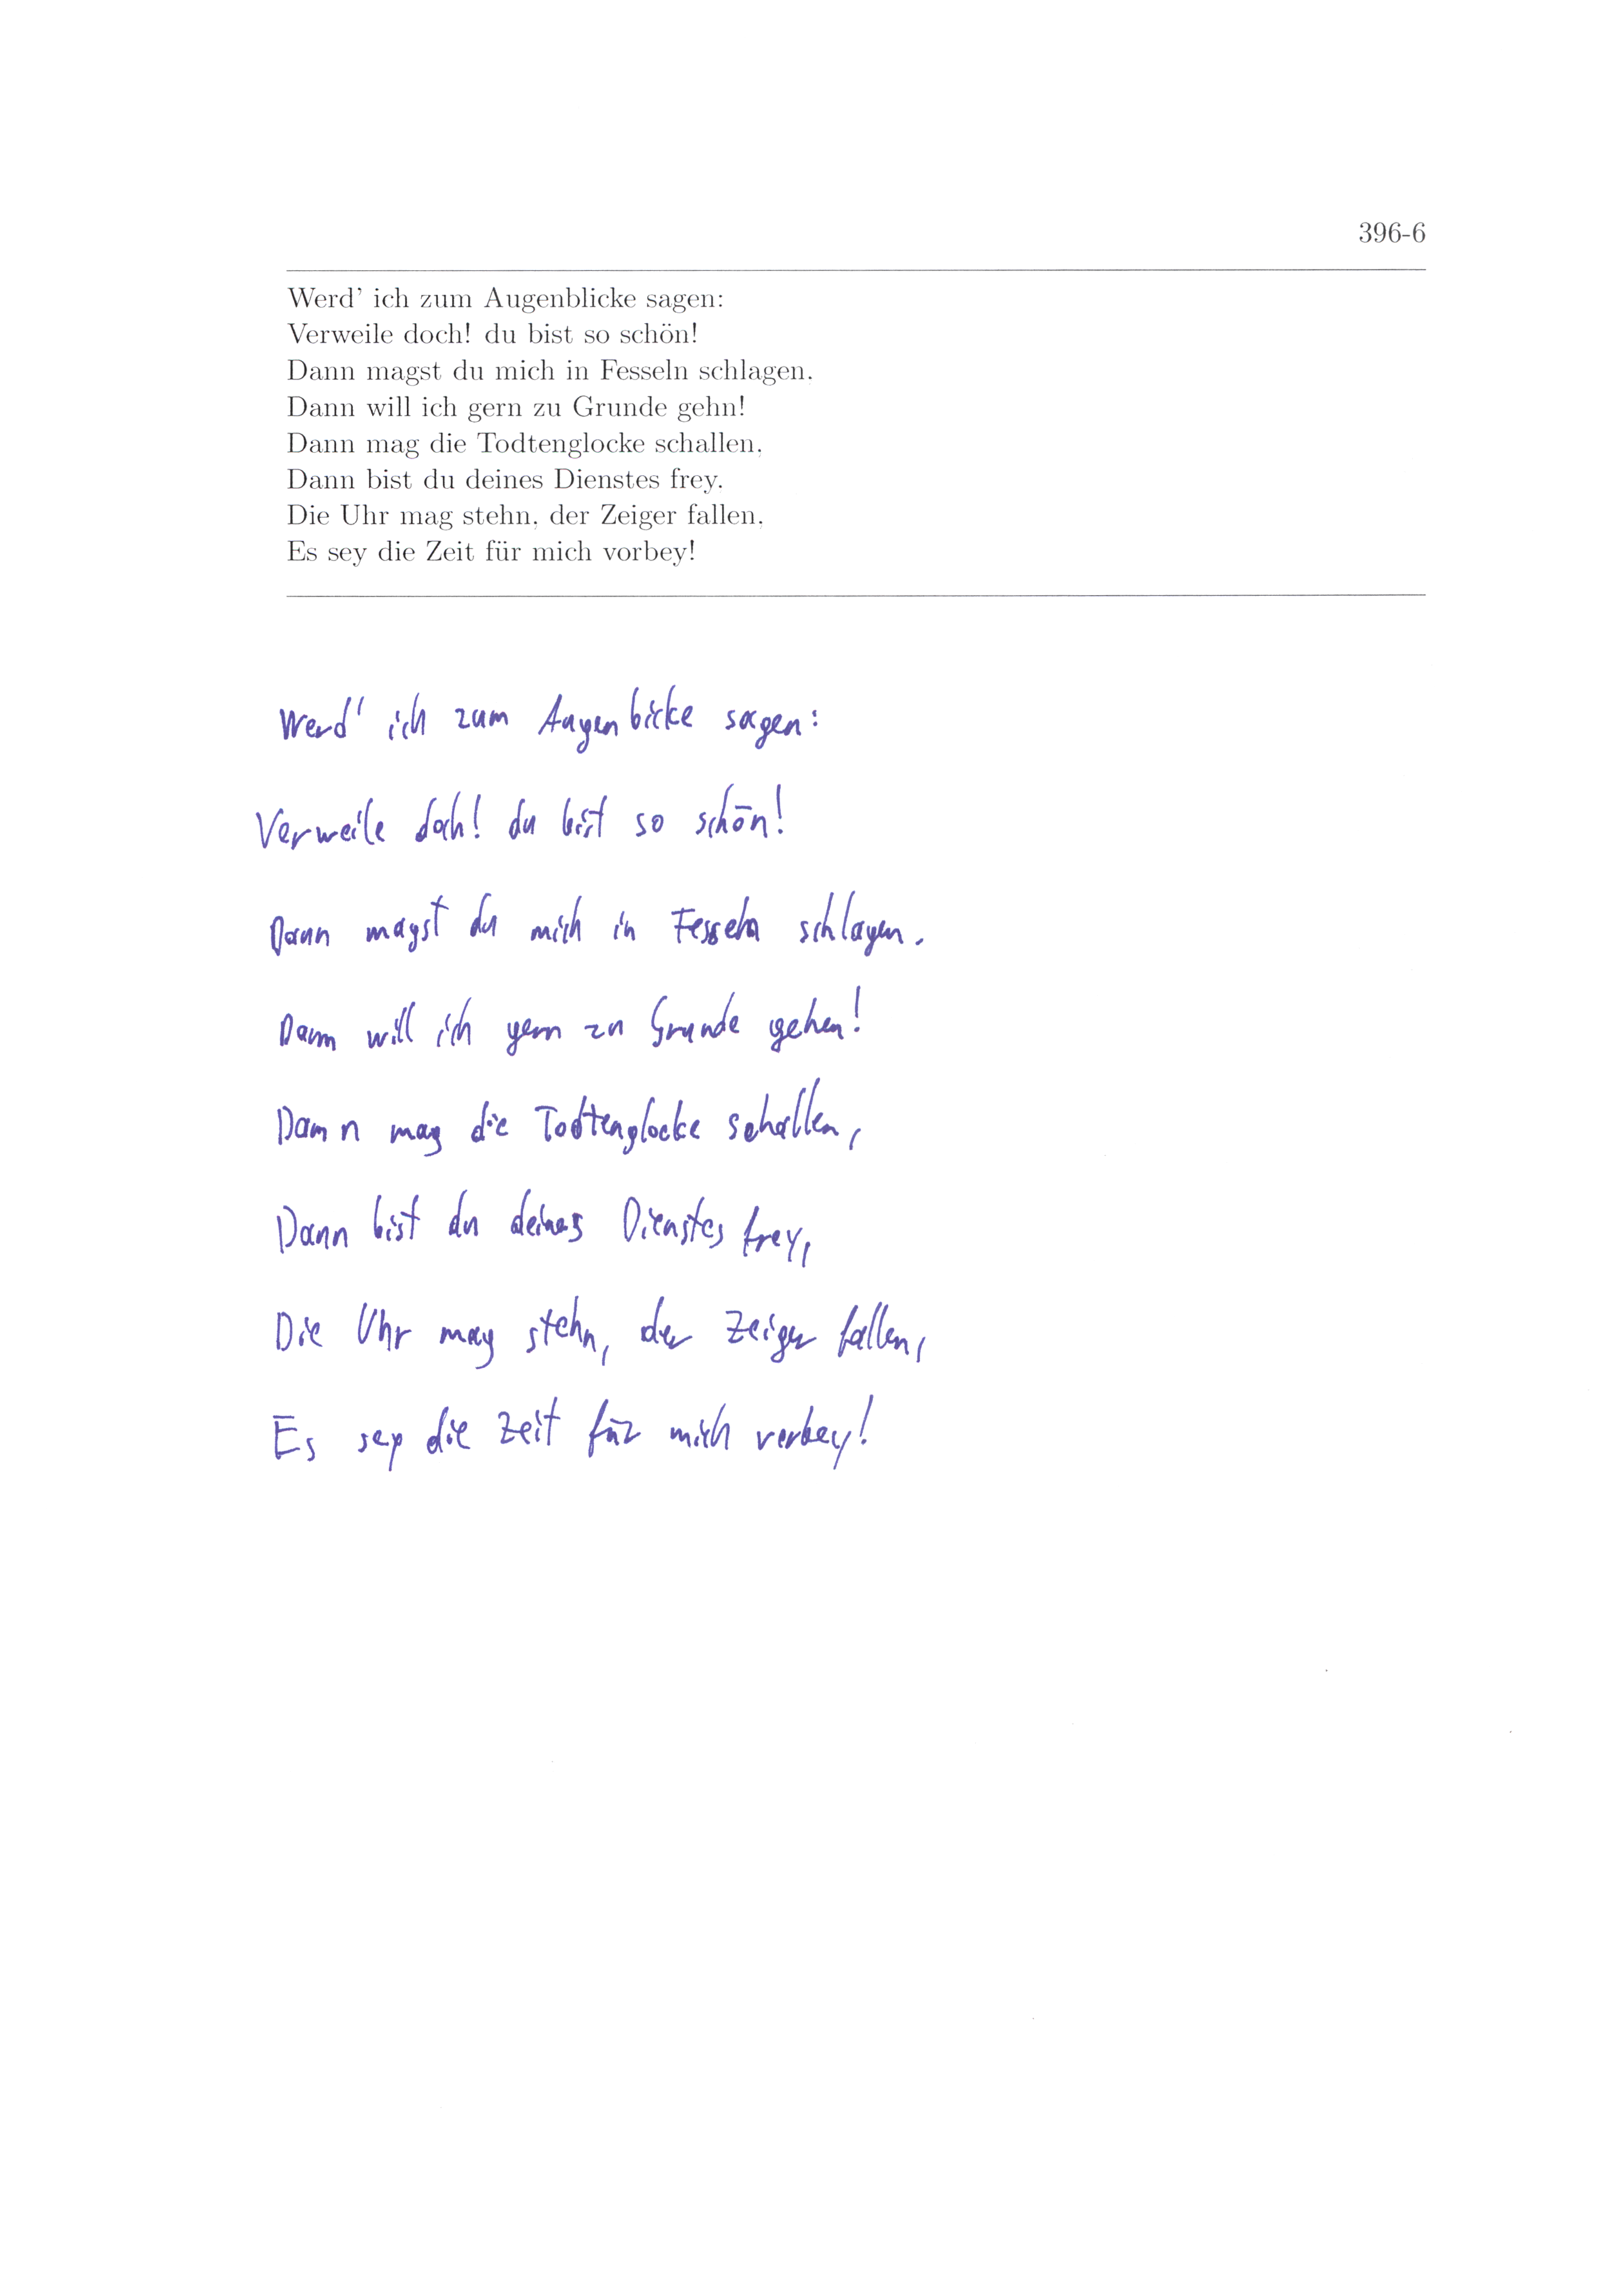 396-6
Werd' ich zum Augenblicke sagen:
Verweile doch! du bist so schön!
Dann magst du mich in Fesseln schlagen.
Dann will ich gern zu Grunde gehn!
Dann mag die Todtenglocke schallen,
Dann bist du deines Dienstes frey.
Die Uhr mag stehn, der Zeiger fallen,
Es sey die Zeit für mich vorbey!
Werd' ich zum Augenbicke sagen:
Verweile doch! du bist so schön!
Dann magst du mich in Fesseln schlagen.
Dann will ich gern zu Grunde gehen!
Dann mag die Todtenglocke schallen,
Dann bist du deines Dienstes frey,
Die Uhr mag stehn, der Zeiger fallen,
Es sey die Zeit für mich vorbey!